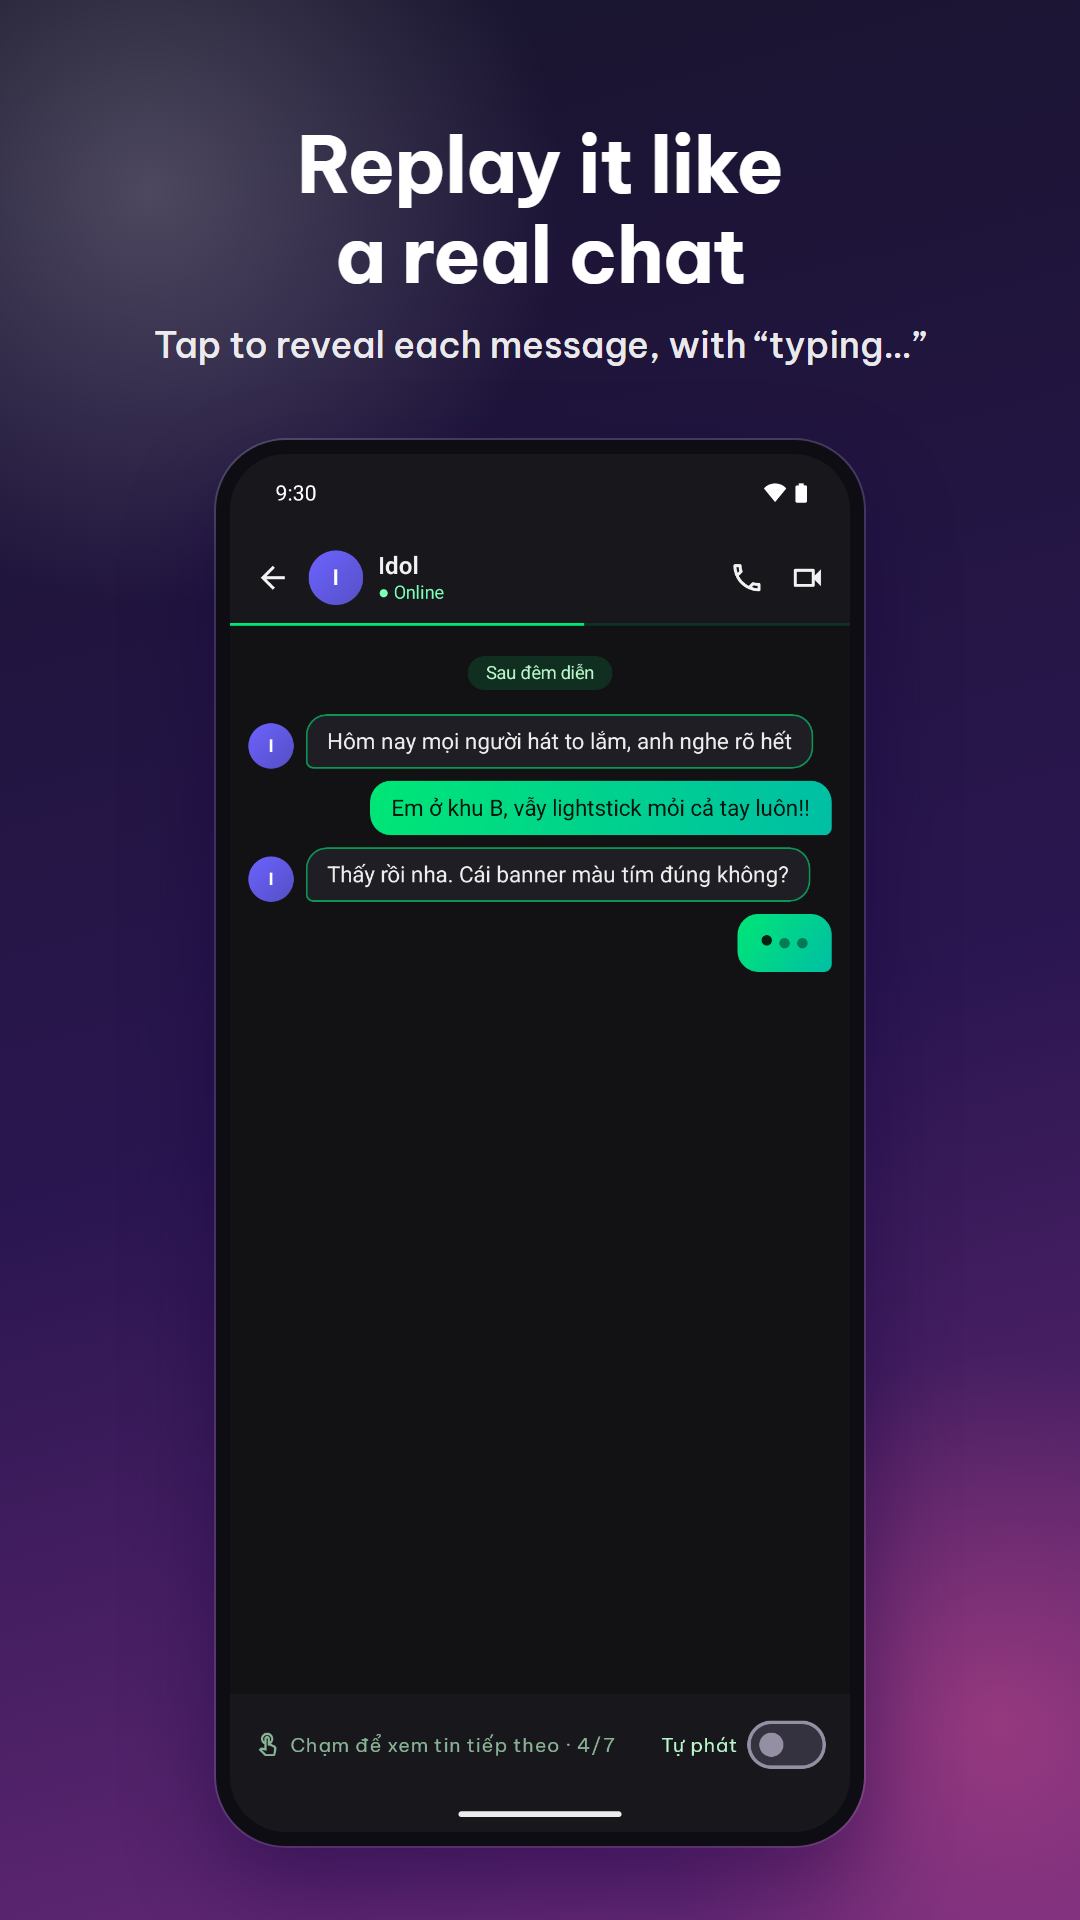 Replay it like
a real chat
Tap to reveal each message, with “typing...”
9:30
I
Idol
Online
Sau đêm diễn
I
Hôm nay mọi người hát to lắm, anh nghe rõ hết
Em ở khu B, vẫy lightstick mỏi cả tay luôn!!
I
Thấy rồi nha. Cái banner màu tím đúng không?
Chạm để xem tin tiếp theo · 4/7
Tự phát